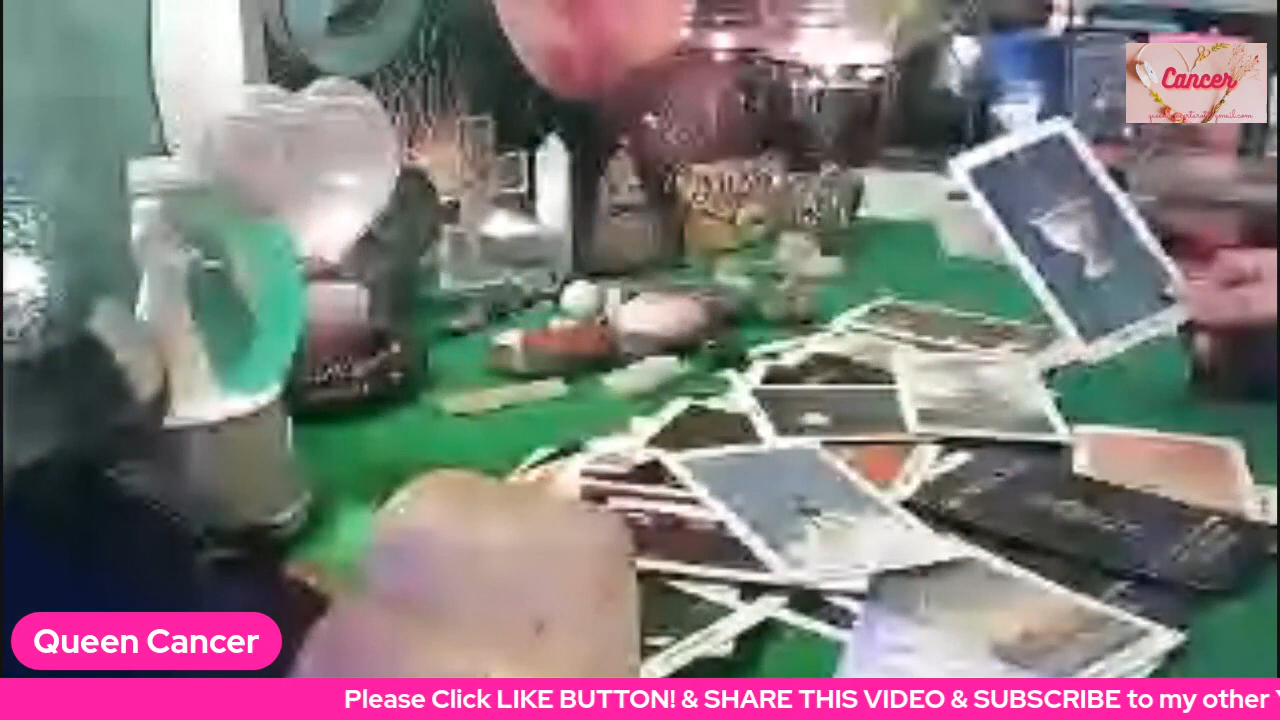 Cancer
Queen Cancer
Please Click LIKE BUTTON! & SHARE THIS VIDEO & SUBSCRIBE to my other